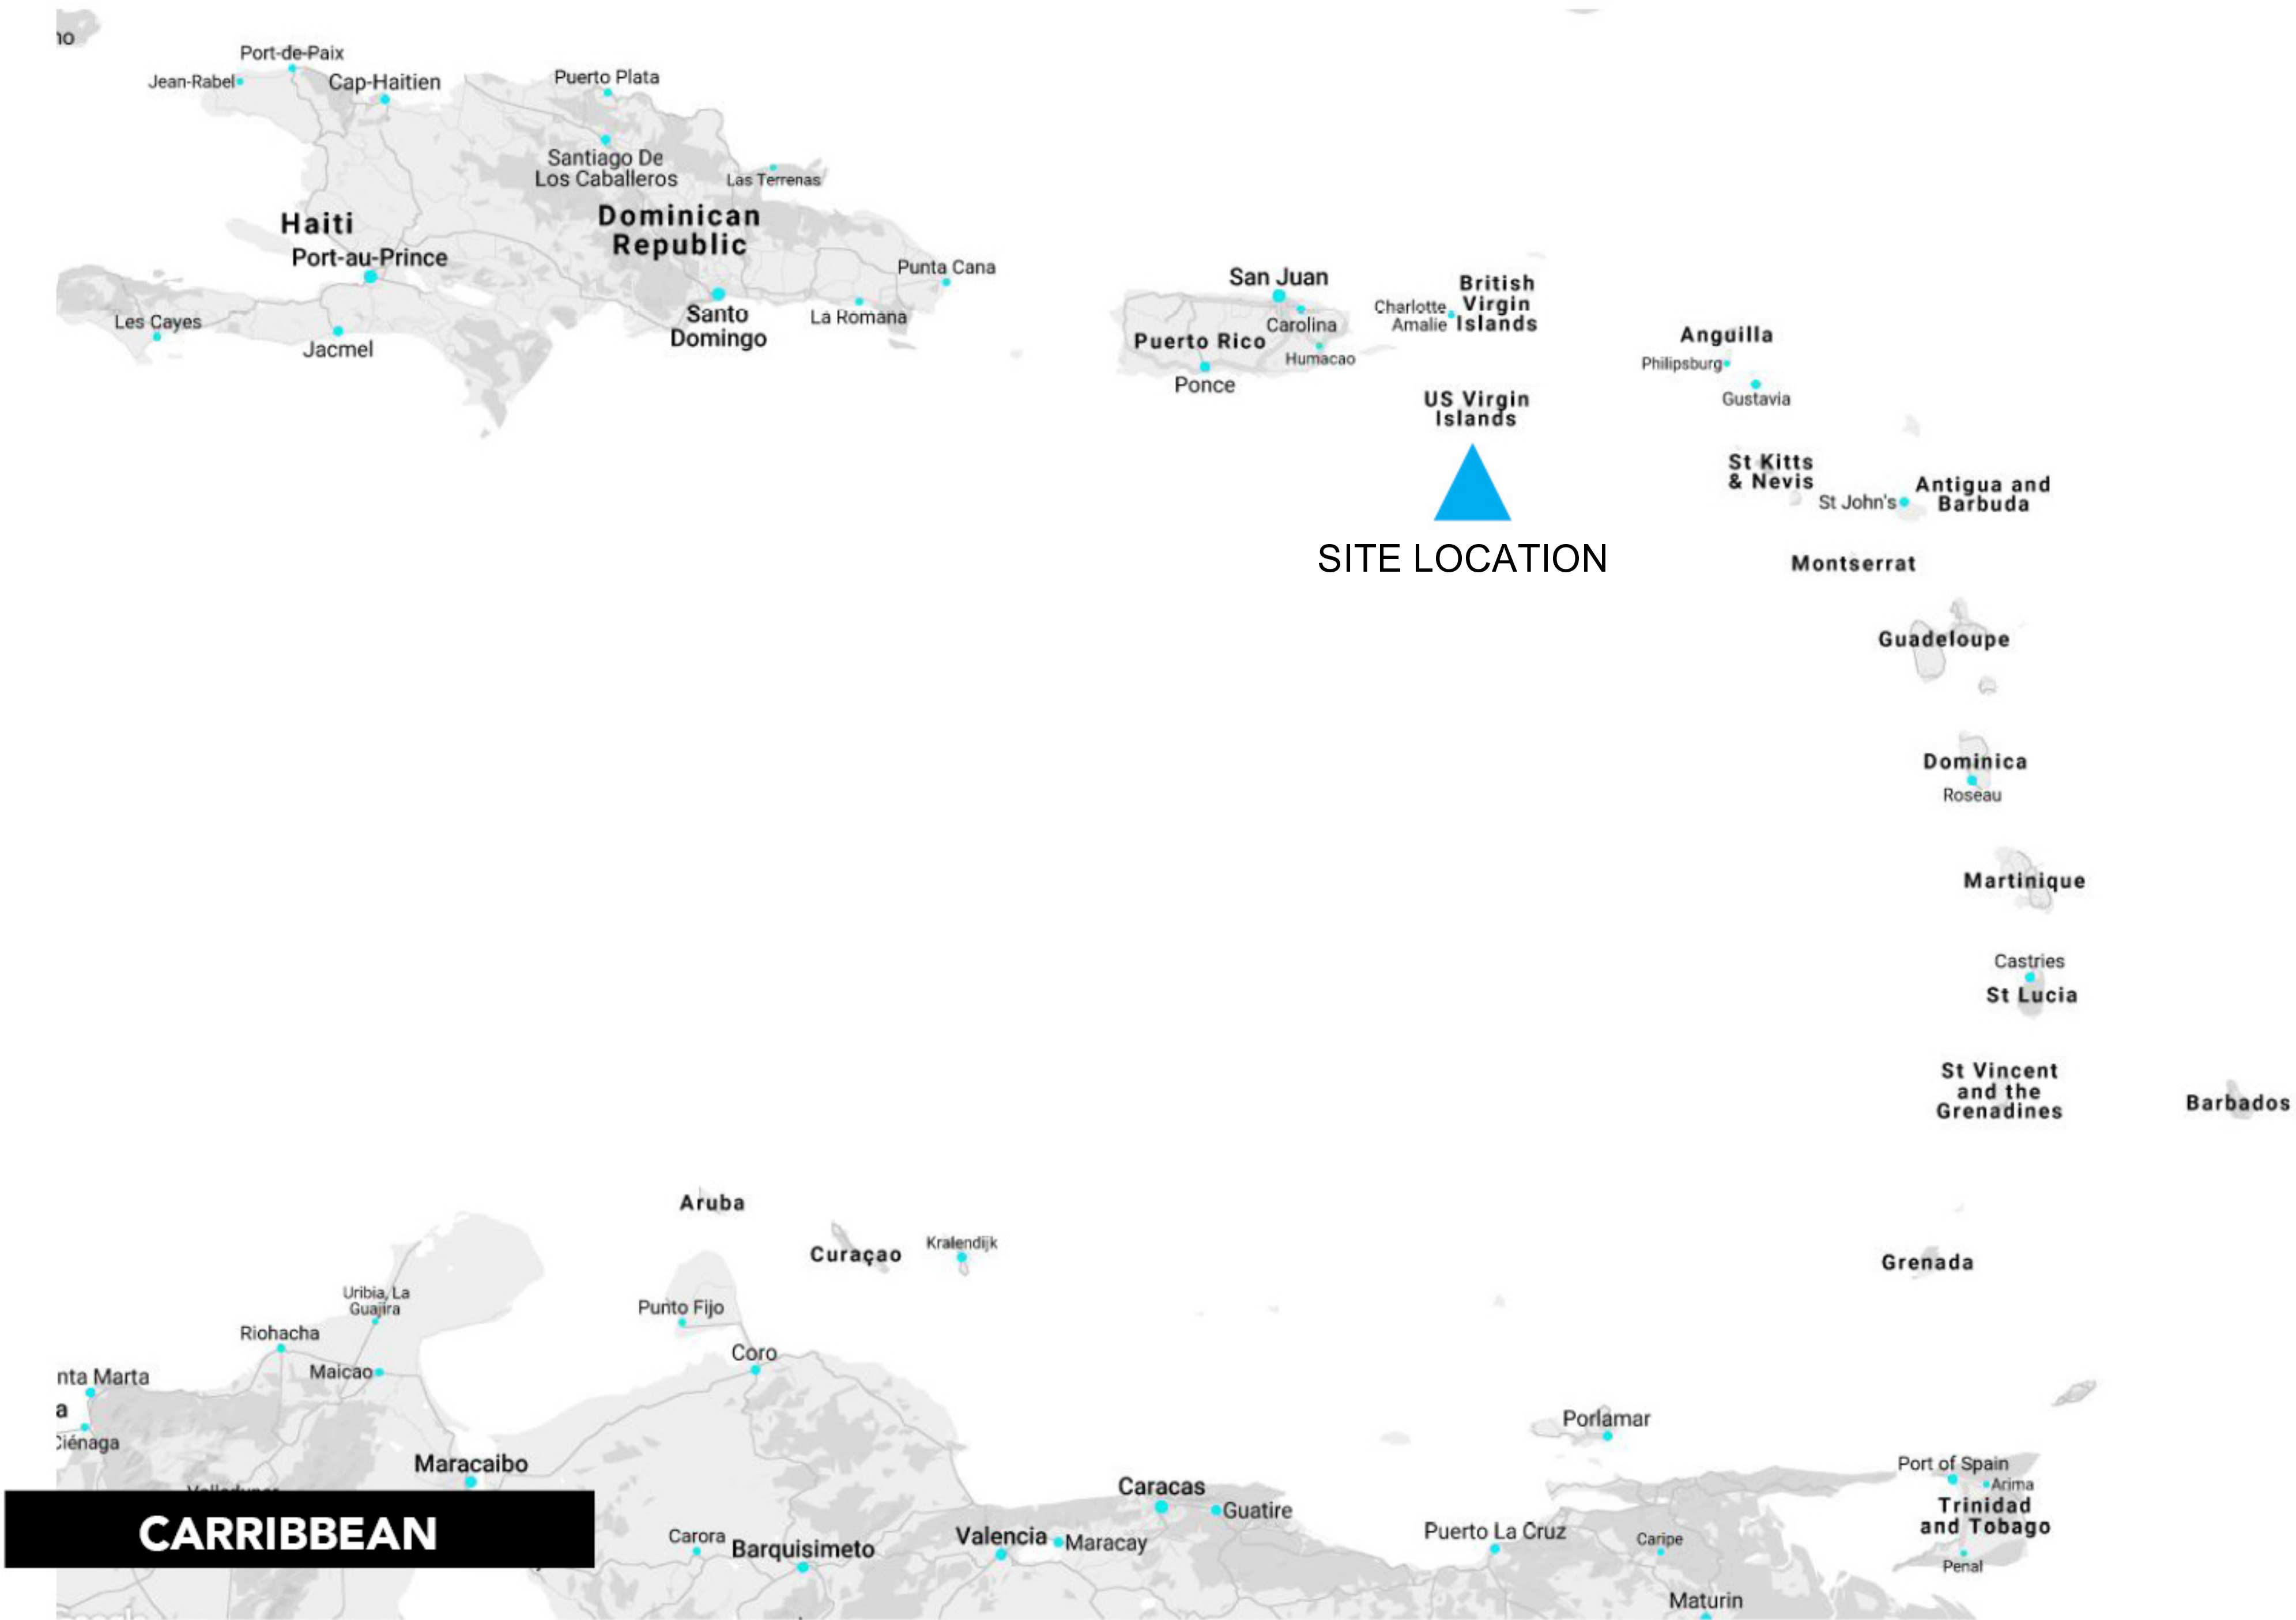 Port-de-Paix
Jean-Rabel
Cap-Haitien
Puerto Plata
Santiago De
Los Caballeros
Las Terrenas
Haiti
Port-au-Prince
Dominican
Republic
Punta Cana
Les Cayes
Jacmel
Santo
Domingo
La Romana
San Juan
Carolina
Puerto Rico
Humacao
Ponce
British
Virgin
Islands
Charlotte
Amalie
US Virgin
Islands
SITE LOCATION
Anguilla
Philipsburg
Gustavia
St Kitts
& Nevis
St John's
Antigua and
Barbuda
Montserrat
Guadeloupe
Dominica
Roseau
Martinique
Castries
St Lucia
St Vincent
and the
Grenadines
Barbados
Aruba
Curaçao
Kralendijk
Grenada
Uribia, La
Guajira
Punto Fijo
Riohacha
Coro
Maicao
nta Marta
a
Ciénaga
Maracaibo
Porlamar
Port of Spain
Arima
Trinidad
and Tobago
Penal
Caracas
Guatire
Valencia
Maracay
Carora
Barquisimeto
Puerto La Cruz
Caripe
Maturin
CARRIBBEAN